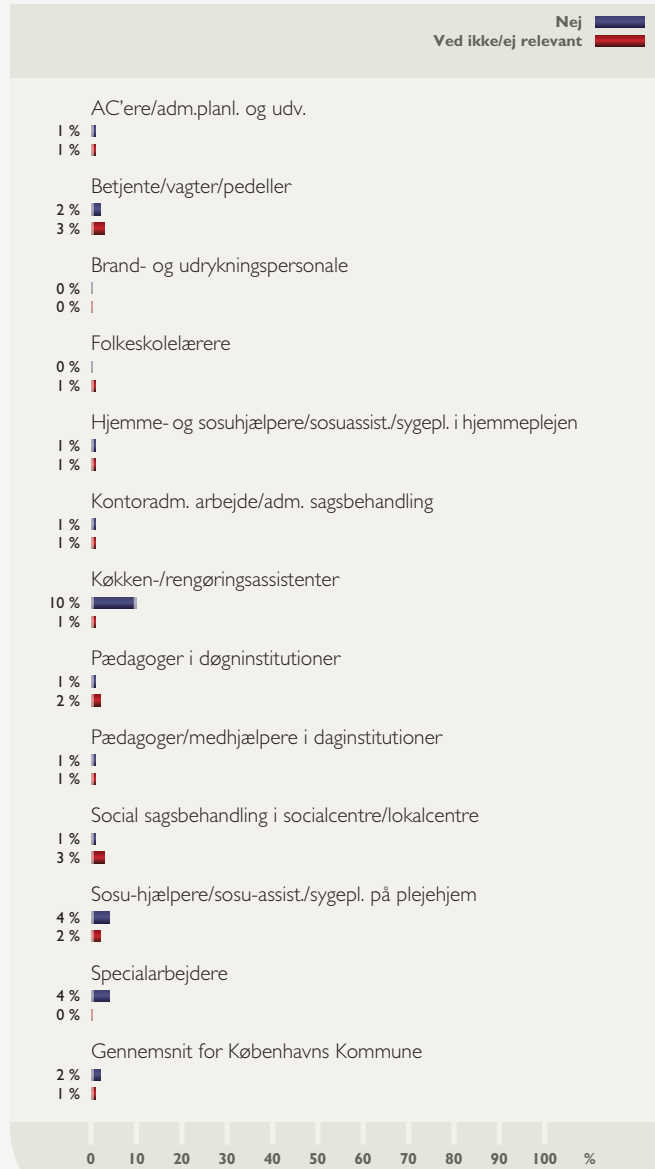 Nej
Ved ikke/ej relevant
AC'ere/adm.planl. og udv.
1 %
1 %
Betjente/vagter/pedeller
2 %
3 %
Brand- og udrykningspersonale
0 %
0 %
Folkeskolelærere
0 %
1 %
Hjemme- og sosuhjælpere/sosuassist./sygepl. i hjemmeplejen
1 %
1 %
Kontoradm. arbejde/adm. sagsbehandling
1 %
1 %
Køkken-/rengøringsassistenter
10 %
1 %
Pædagoger i døgninstitutioner
1 %
2 %
Pædagoger/medhjælpere i daginstitutioner
1 %
1 %
Social sagsbehandling i socialcentre/lokalcentre
1 %
3 %
Sosu-hjælpere/sosu-assist./sygepl. på plejehjem
4 %
2 %
Specialarbejdere
4 %
0 %
Gennemsnit for Københavns Kommune
2 %
1 %
0 10 20 30 40 50 60 70 80 90 100 %